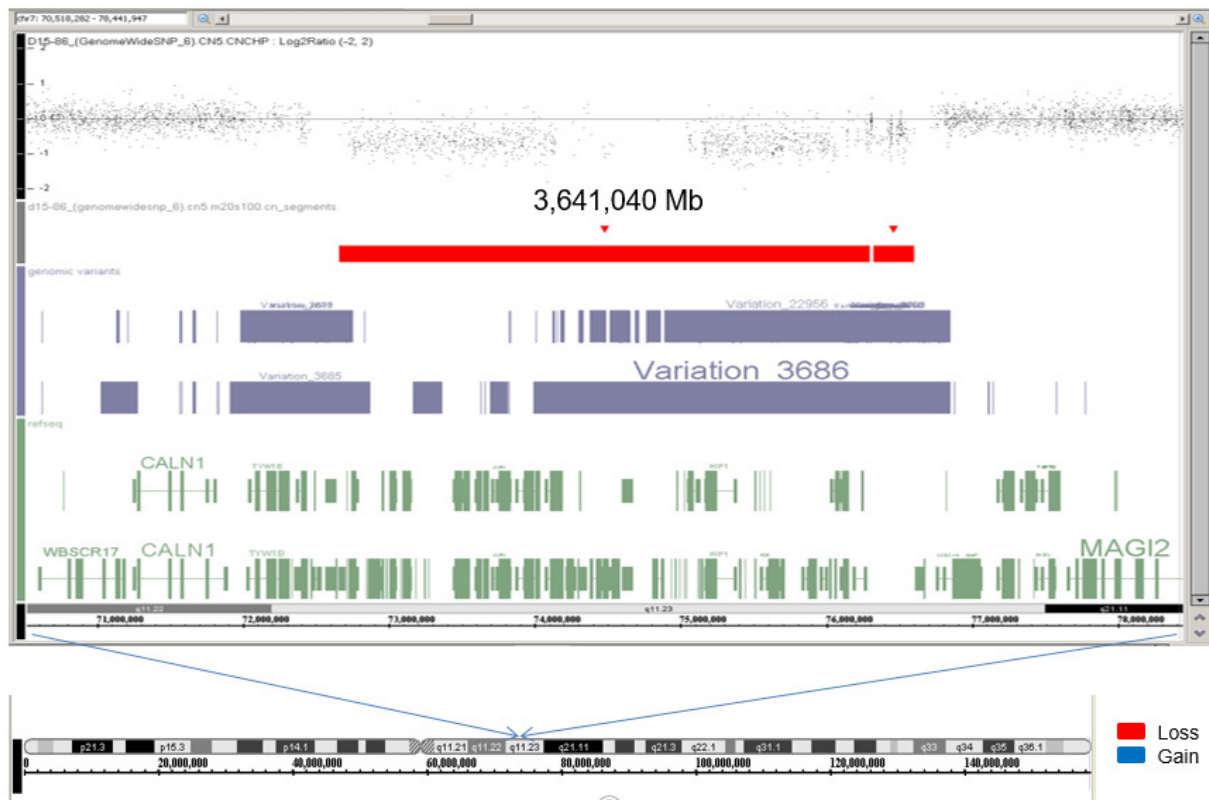 chr7: 70,518,282 - 78,441,947
D15-86_(GenomeWideSNP_6).CN5.CNCHP : Log2Ratio (-2, 2)
2
1
-1
-2
d15-86_(genomewidesnp_6).cn5.m20s100.cn_segments
3,641,040 Mb
genomic variants
Variation_22956
Variation_3685
Variation_3686
refseq
CALN1 TYW1B HIP1
WBSCR17 CALN1 TYW1B HIP1 MAGI2
q11.22 q11.23 q21.11
71,000,000 72,000,000 73,000,000 74,000,000 75,000,000 76,000,000 77,000,000 78,000,000
p21.3 p15.3 p14.1 q11.21 q11.22 q11.23 q21.11 q21.3 q22.1 q31.1 q33 q34 q35 q36.1
0 20,000,000 40,000,000 60,000,000 80,000,000 100,000,000 120,000,000 140,000,000
Loss
Gain